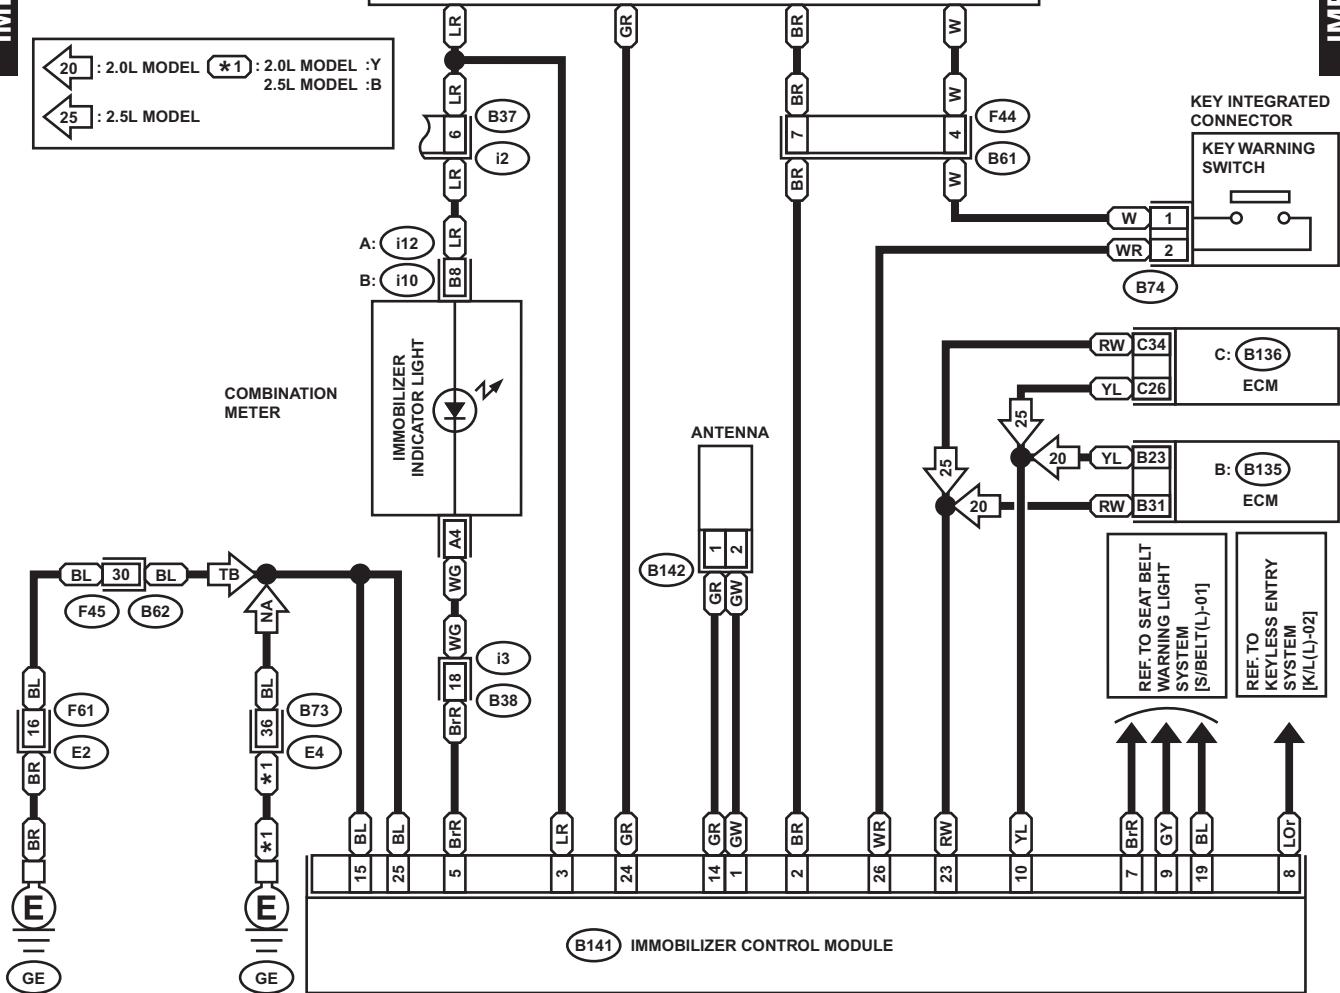 LR
GR
BR
W
20 : 2.0L MODEL *1 : 2.0L MODEL :Y
2.5L MODEL :B
25 : 2.5L MODEL
LR
BR
W
6
B37
i2
7
4
F44
B61
LR
BR
W
KEY INTEGRATED
CONNECTOR
KEY WARNING
SWITCH
W 1
WR 2
B74
LR
A: i12
B: i10
B8
COMBINATION
METER
IMMOBILIZER
INDICATOR LIGHT
RW C34
YL C26
C: B136
ECM
25
25
20
YL B23
20
RW B31
B: B135
ECM
ANTENNA
1 2
B142
GR GW
A4
WG
WG
18
i3
B38
BrR
BL 30 BL TB
F45 B62
NA
BL
16
F61
E2
BR
BR
E
GE
BL
36
B73
E4
*1
*1
E
GE
REF. TO SEAT BELT
WARNING LIGHT
SYSTEM
[S/BELT(L)-01]
REF. TO
KEYLESS ENTRY
SYSTEM
[K/L(L)-02]
BL BL BrR LR GR GR GW BR WR RW YL BrR GY BL LOr
15 25 5 3 24 14 1 2 26 23 10 7 9 19 8
B141 IMMOBILIZER CONTROL MODULE